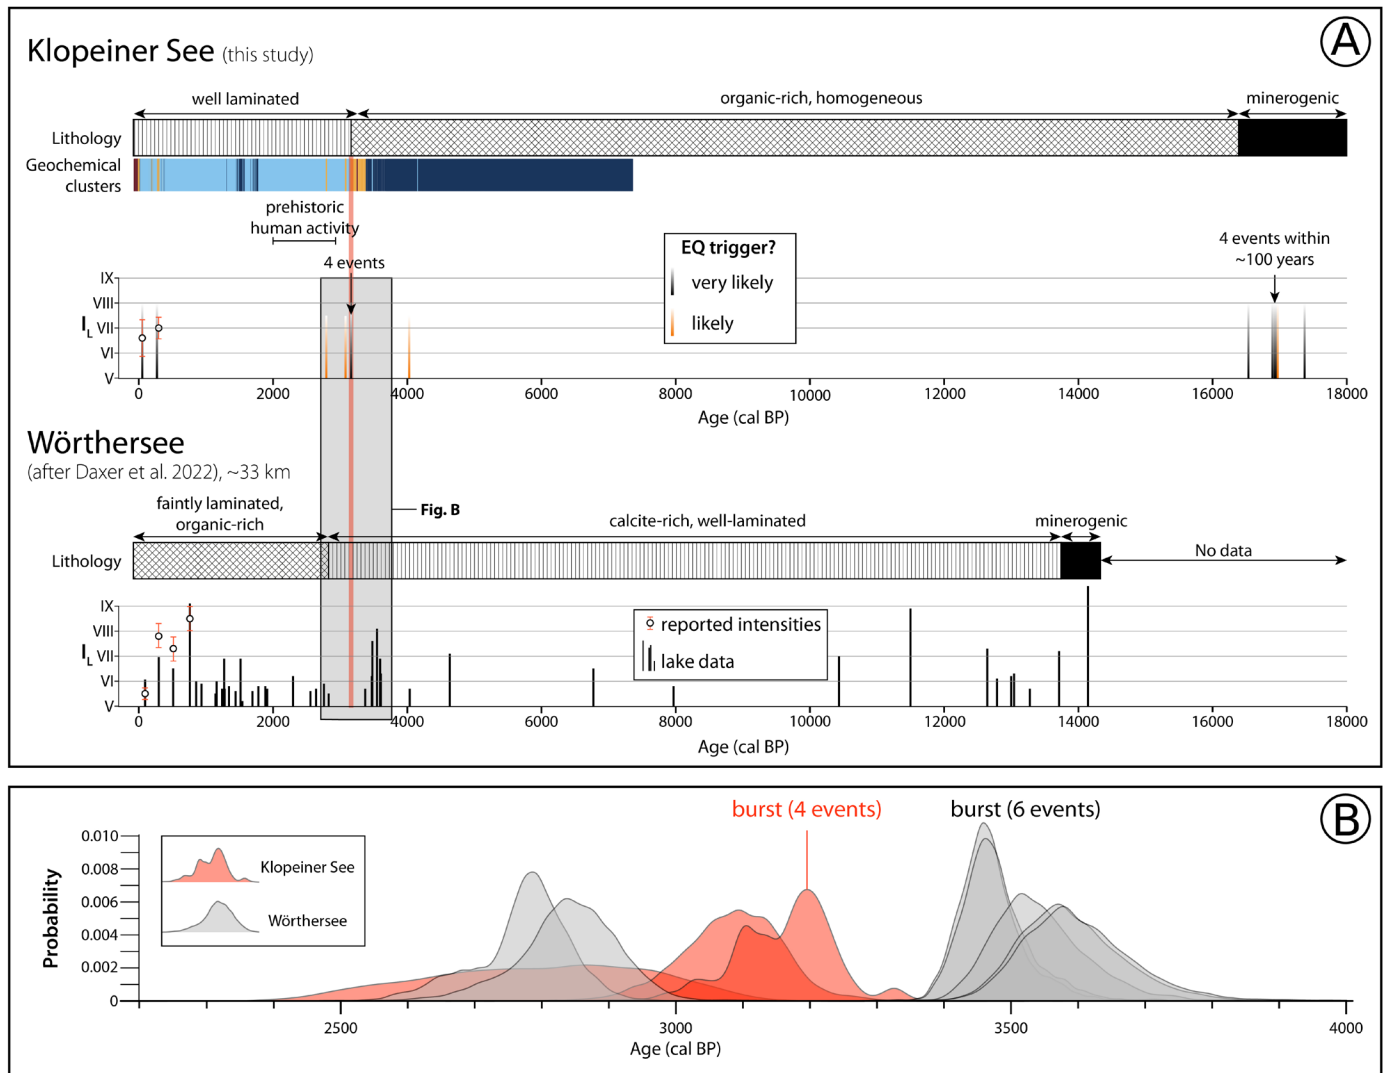 A
Klopeiner See (this study)
well laminated
organic-rich, homogeneous
minerogenic
Lithology
Geochemical
clusters
prehistoric
human activity
4 events
EQ trigger?
very likely
likely
4 events within
~100 years
IX
VIII
VII
VI
V
IL
0 2000 4000 6000 8000 10000 12000 14000 16000 18000
Age (cal BP)
Wörthersee
(after Daxer et al. 2022), ~33 km
faintly laminated,
organic-rich
Fig. B
calcite-rich, well-laminated
minerogenic
No data
Lithology
IX
VIII
VII
VI
V
IL
reported intensities
lake data
0 2000 4000 6000 8000 10000 12000 14000 16000 18000
Age (cal BP)
B
burst (4 events)
burst (6 events)
Klopeiner See
Wörthersee
Probability
0.010
0.008
0.006
0.004
0.002
0
2500 3000 3500 4000
Age (cal BP)